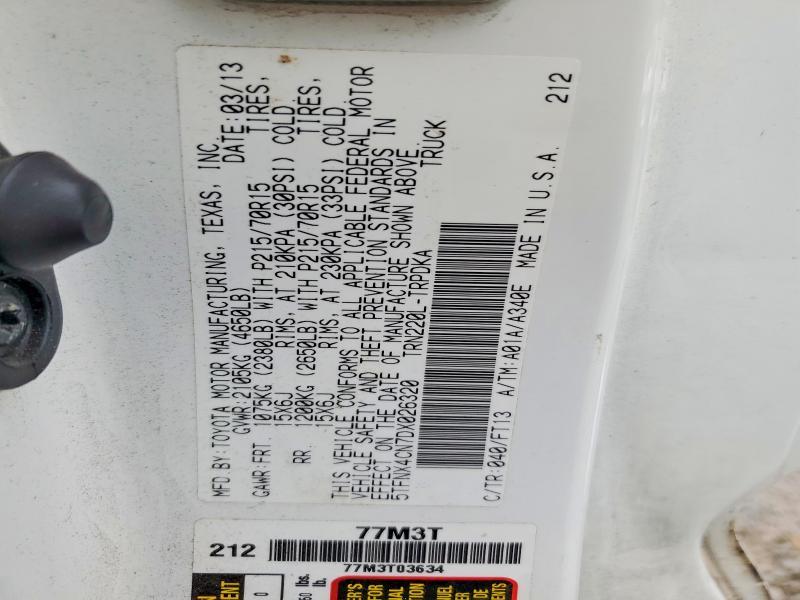 MFD.BY:TOYOTA MOTOR MANUFACTURING, TEXAS, INC.
GVWR:2105KG (4650LB) DATE:03/13
GAWR:FRT. 1075KG (2380LB) WITH P215/70R15 TIRES,
15X6J RIMS, AT 210KPA (30PSI) COLD
RR. 1200KG (2650LB) WITH P215/70R15 TIRES,
15X6J RIMS, AT 230KPA (33PSI) COLD
THIS VEHICLE CONFORMS TO ALL APPLICABLE FEDERAL MOTOR
VEHICLE SAFETY AND THEFT PREVENTION STANDARDS IN
EFFECT ON THE DATE OF MANUFACTURE SHOWN ABOVE.
5TFNX4CN7DX026320 TRN220L-TRPDKA TRUCK
C/TR:040/FT13 A/TM:A01A/A340E MADE IN U.S.A. 212
212 77M3T
77M3T03634